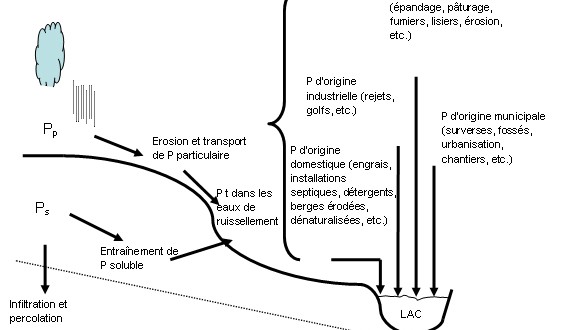 (épandage, pâturage,
fumiers, lisiers, érosion,
etc.)
P d'origine
industrielle (rejets,
golfs, etc.)
P d'origine municipale
(surverses, fossés,
urbanisation,
chantiers, etc.)
Pp
Erosion et transport
de P particulaire
P d'origine
domestique (engrais,
installations
septiques, détergents,
berges érodées,
dénaturalisées, etc.)
P t dans les
eaux de
ruissellement
Ps
Entraînement de
P soluble
Infiltration et
percolation
LAC